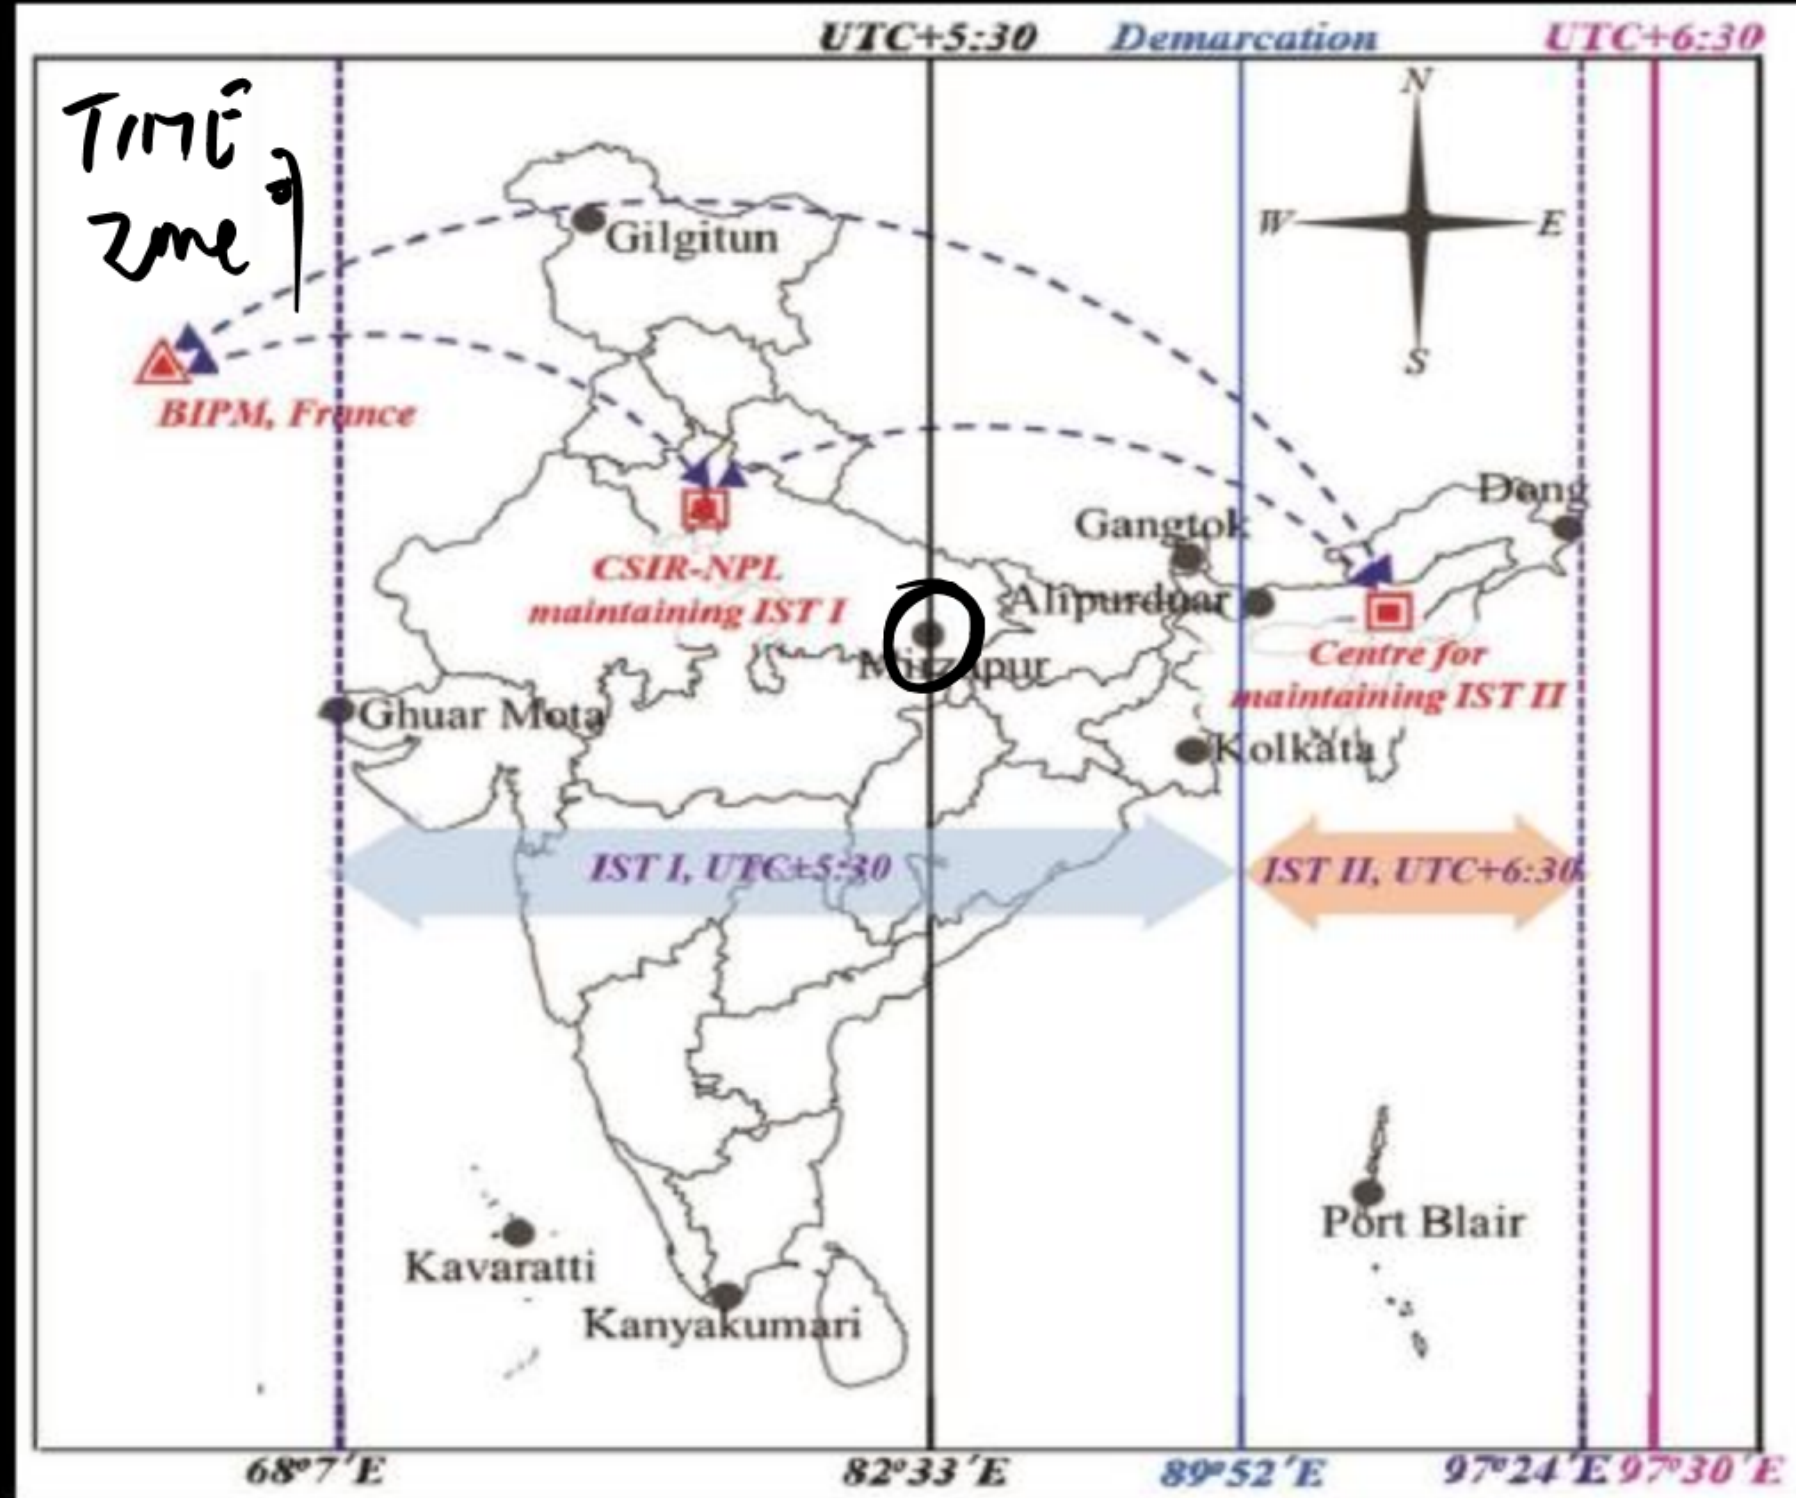 UTC+5:30 Demarcation UTC+6:30
TIME
zone
N
W E
S
Gilgitun
BIPM, France
Dong
Gangtok
CSIR-NPL
maintaining IST I
Alipurduar
Mirzapur
Centre for
maintaining IST II
Ghuar Mota
Kolkata
IST I, UTC+5:30 IST II, UTC+6:30
Port Blair
Kavaratti
Kanyakumari
68°7'E 82°33'E 89°52'E 97°24'E 97°30'E